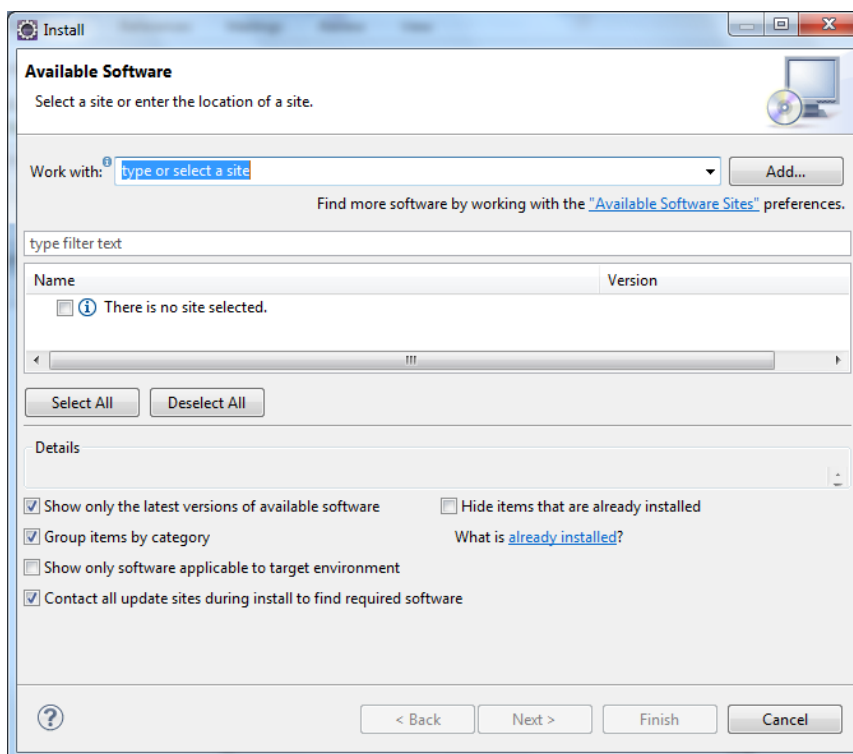 Install
Available Software
Select a site or enter the location of a site.
Work with: type or select a site Add...
Find more software by working with the "Available Software Sites" preferences.
type filter text
Name Version
There is no site selected.
Select All Deselect All
Details
Show only the latest versions of available software Hide items that are already installed
Group items by category What is already installed?
Show only software applicable to target environment
Contact all update sites during install to find required software
< Back Next > Finish Cancel